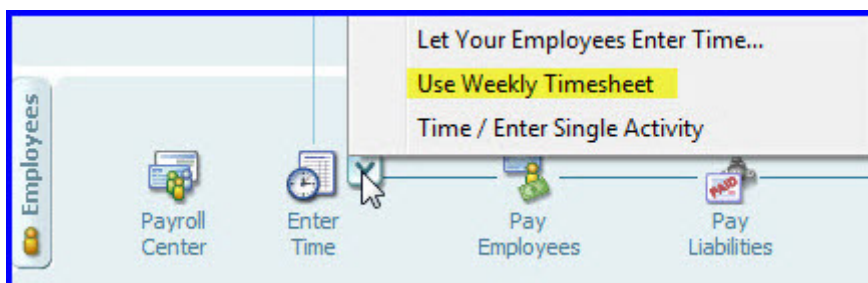 Let Your Employees Enter Time...
Use Weekly Timesheet
Time / Enter Single Activity
Employees
Payroll
Center
Enter
Time
Pay
Employees
PAID
Pay
Liabilities